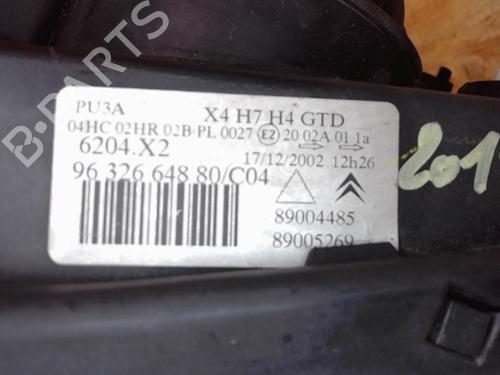 PU3A X4 H7 H4 GTD
04HC 02HR 02B PL 0027 E2 20 02A 01 1a
6204.X2 17/12/2002 12h26
96 326 648 80/C04
89004485
89005269
201
B-PARTS